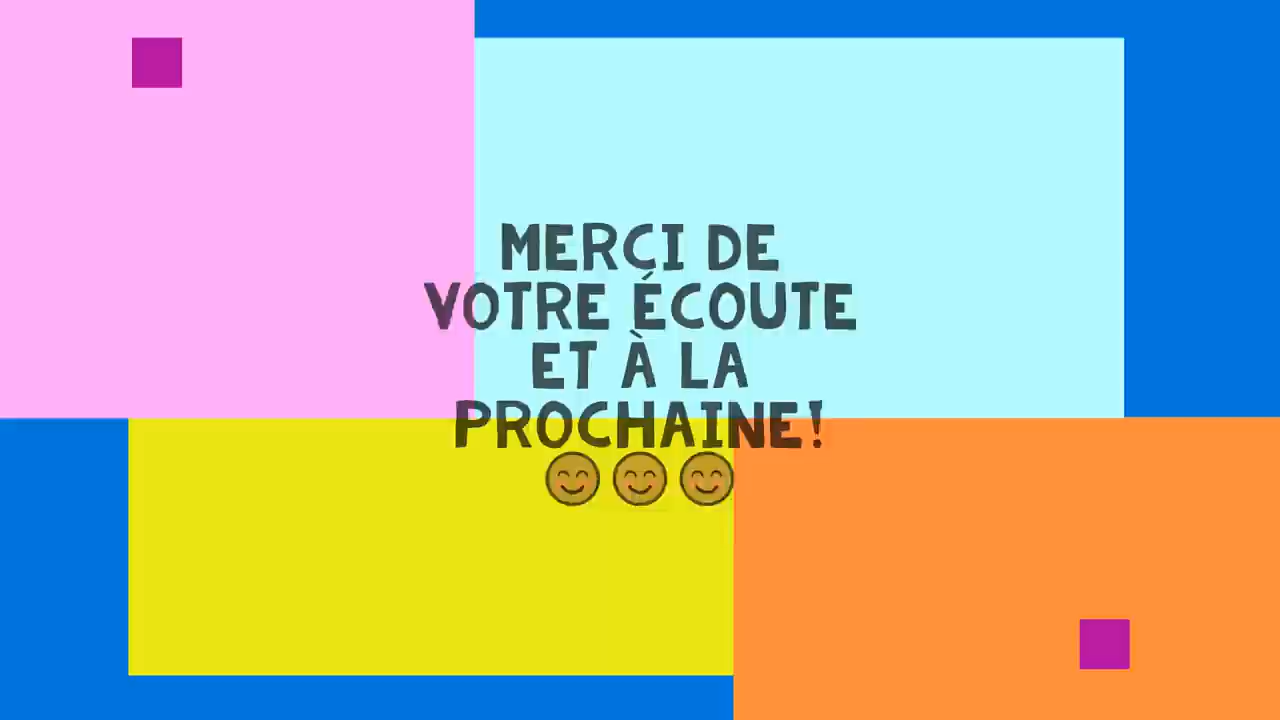 MERCI DE
VOTRE ÉCOUTE
ET À LA
PROCHAINE!
😊😊😊